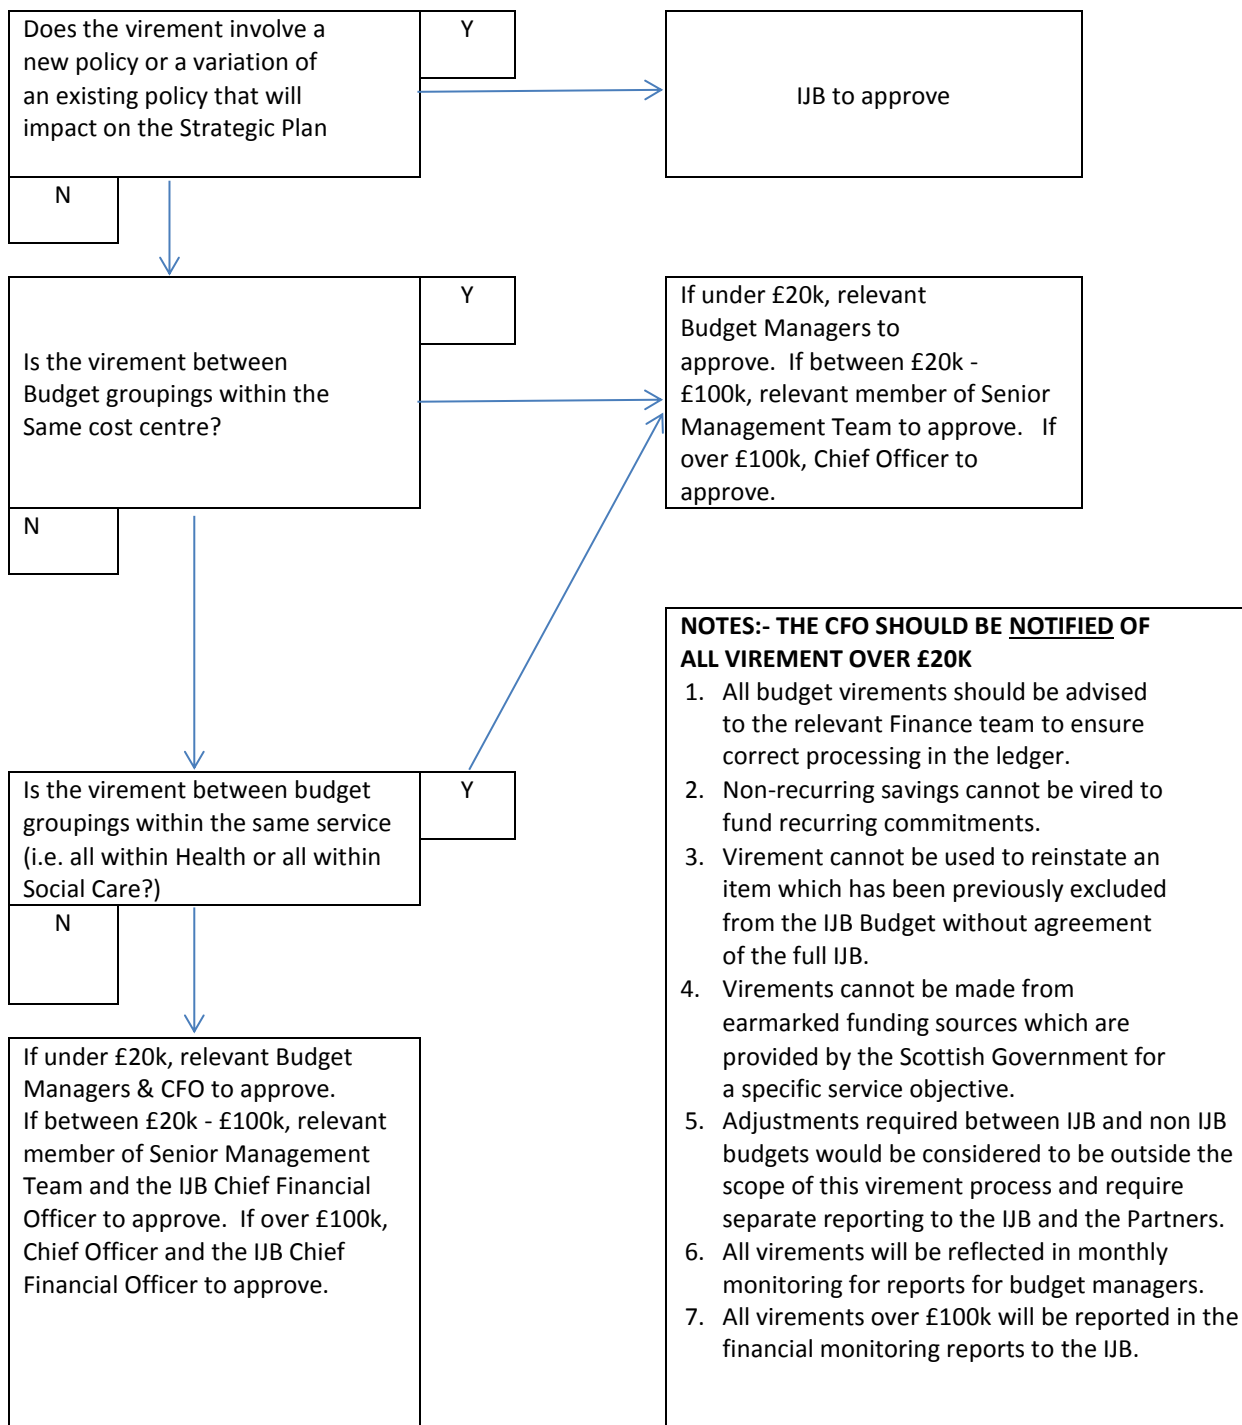 Does the virement involve a
new policy or a variation of
an existing policy that will
impact on the Strategic Plan
Y
IJB to approve
N
Is the virement between
Budget groupings within the
Same cost centre?
Y
If under £20k, relevant
Budget Managers to
approve.  If between £20k -
£100k, relevant member of Senior
Management Team to approve.   If
over £100k, Chief Officer to
approve.
N
Is the virement between budget
groupings within the same service
(i.e. all within Health or all within
Social Care?)
Y
N
If under £20k, relevant Budget
Managers & CFO to approve.
If between £20k - £100k, relevant
member of Senior Management
Team and the IJB Chief Financial
Officer to approve.  If over £100k,
Chief Officer and the IJB Chief
Financial Officer to approve.
NOTES:- THE CFO SHOULD BE NOTIFIED OF
ALL VIREMENT OVER £20K
1. All budget virements should be advised
to the relevant Finance team to ensure
correct processing in the ledger.
2. Non-recurring savings cannot be vired to
fund recurring commitments.
3. Virement cannot be used to reinstate an
item which has been previously excluded
from the IJB Budget without agreement
of the full IJB.
4. Virements cannot be made from
earmarked funding sources which are
provided by the Scottish Government for
a specific service objective.
5. Adjustments required between IJB and non IJB
budgets would be considered to be outside the
scope of this virement process and require
separate reporting to the IJB and the Partners.
6. All virements will be reflected in monthly
monitoring for reports for budget managers.
7. All virements over £100k will be reported in the
financial monitoring reports to the IJB.